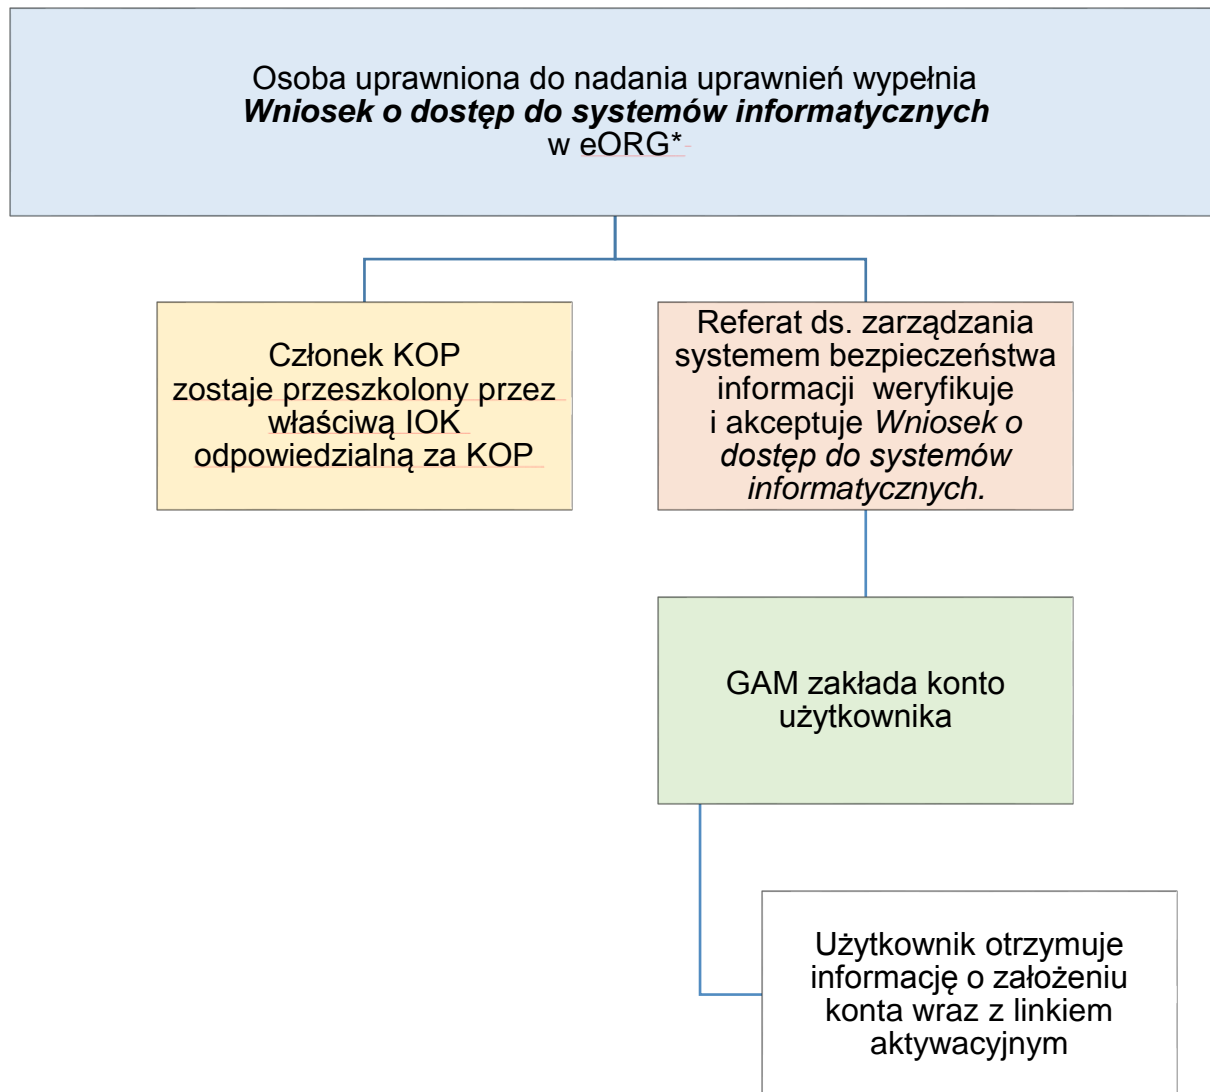 Osoba uprawniona do nadania uprawnień wypełnia
Wniosek o dostęp do systemów informatycznych
w eORG*
Członek KOP
zostaje przeszkolony przez
właściwą IOK
odpowiedzialną za KOP
Referat ds. zarządzania
systemem bezpieczeństwa
informacji weryfikuje
i akceptuje Wniosek o
dostęp do systemów
informatycznych.
GAM zakłada konto
użytkownika
Użytkownik otrzymuje
informację o założeniu
konta wraz z linkiem
aktywacyjnym